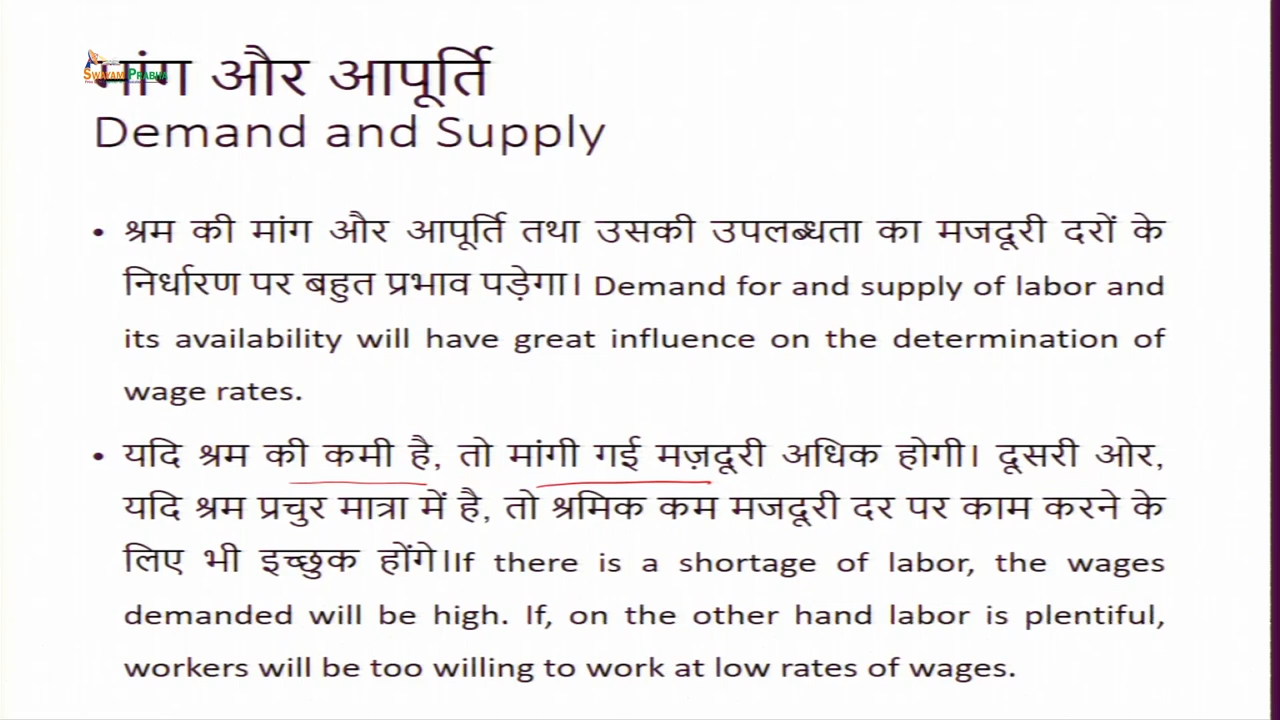 मांग और आपूर्ति
SWAYAM PRABHA
Demand and Supply
• श्रम की मांग और आपूर्ति तथा उसकी उपलब्धता का मजदूरी दरों के
निर्धारण पर बहुत प्रभाव पड़ेगा। Demand for and supply of labor and
its availability will have great influence on the determination of
wage rates.
• यदि श्रम की कमी है, तो मांगी गई मज़दूरी अधिक होगी। दूसरी ओर,
यदि श्रम प्रचुर मात्रा में है, तो श्रमिक कम मजदूरी दर पर काम करने के
लिए भी इच्छुक होंगे।If there is a shortage of labor, the wages
demanded will be high. If, on the other hand labor is plentiful,
workers will be too willing to work at low rates of wages.